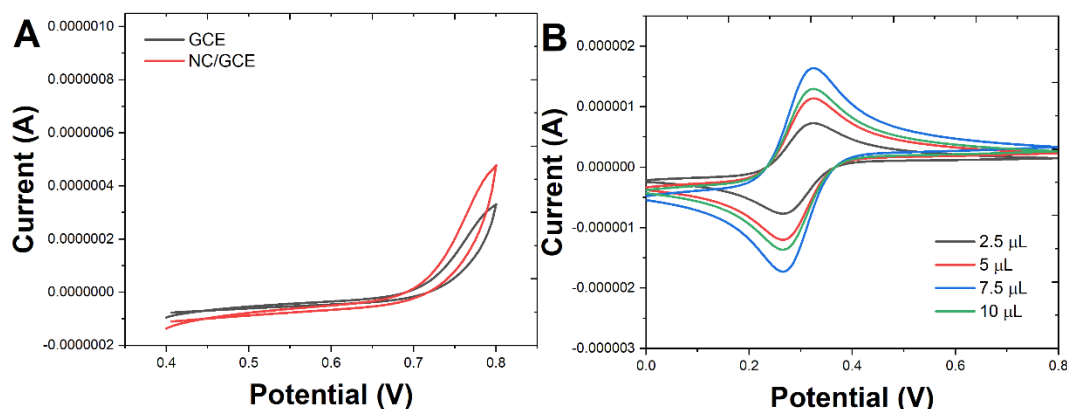 A
Current (A)
0.0000010
0.0000008
0.0000006
0.0000004
0.0000002
0.0000000
-0.0000002
GCE
NC/GCE
0.4
0.5
0.6
0.7
0.8
Potential (V)
B
Current (A)
0.000002
0.000001
0.000000
-0.000001
-0.000002
-0.000003
2.5 μL
5 μL
7.5 μL
10 μL
0.0
0.2
0.4
0.6
0.8
Potential (V)